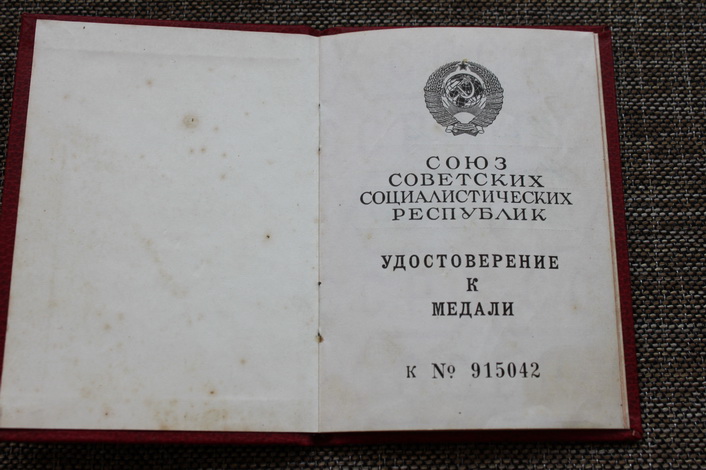 СОЮЗ
СОВЕТСКИХ
СОЦИАЛИСТИЧЕСКИХ
РЕСПУБЛИК
УДОСТОВЕРЕНИЕ
К
МЕДАЛИ
К № 915042